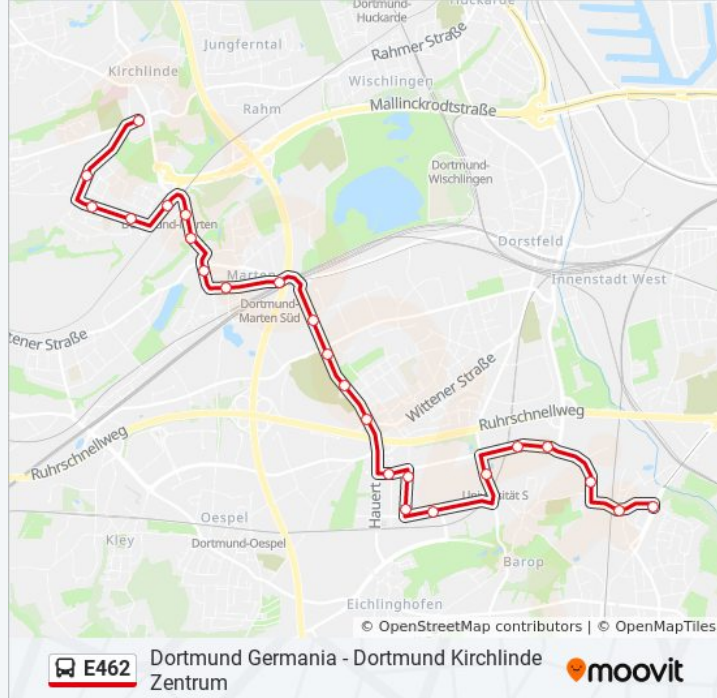 Dortmund-
Huckarde
Huckarde
Jungferntal
Rahmer Straße
Kirchlinde
Wischlingen
Rahm
Mallinckrodtstraße
Dortmund-
Wischlingen
Dorstfeld
Marten
Innenstadt West
Dortmund-
Marten Süd
tener Straße
Wittener Straße
Ruhrschnellweg
Ruhrschnellweg
Hauert
Oespel
Kley
Dortmund-Oespel
Barop
Eichlinghofen
© OpenStreetMap contributors | © OpenMapTiles
E462
Dortmund Germania - Dortmund Kirchlinde
Zentrum
moovit